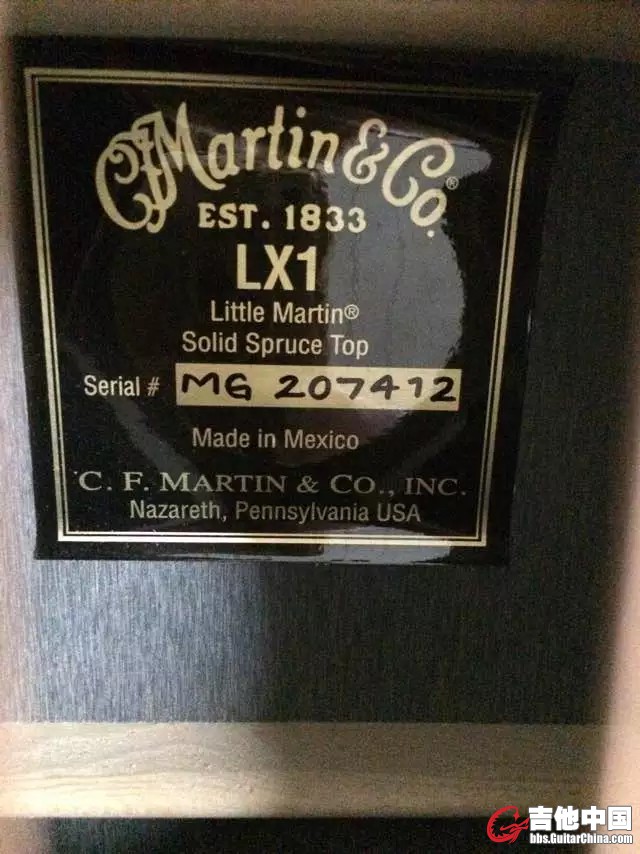 C.F. Martin & Co.®
EST. 1833
LX1
Little Martin®
Solid Spruce Top
Serial # MG 207412
Made in Mexico
C. F. MARTIN & CO., INC.
Nazareth, Pennsylvania USA
吉他中国
bbs.GuitarChina.com